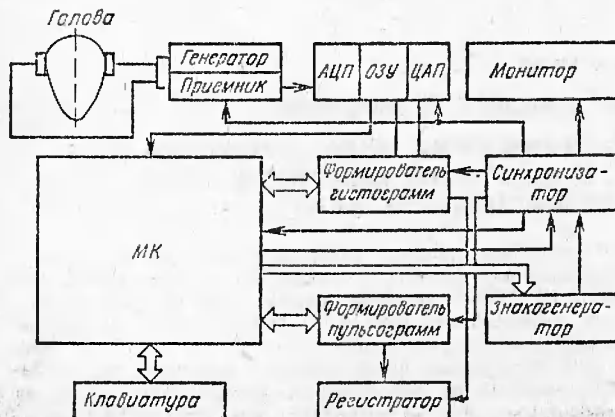 Голова
Генератор
Приемник
АЦП ОЗУ ЦАП
Монитор
МК
Формирователь
гистограмм
Синхрониза-
тор
Формирователь
пульсограмм
Знакогенера-
тор
Клавиатура
Регистратор